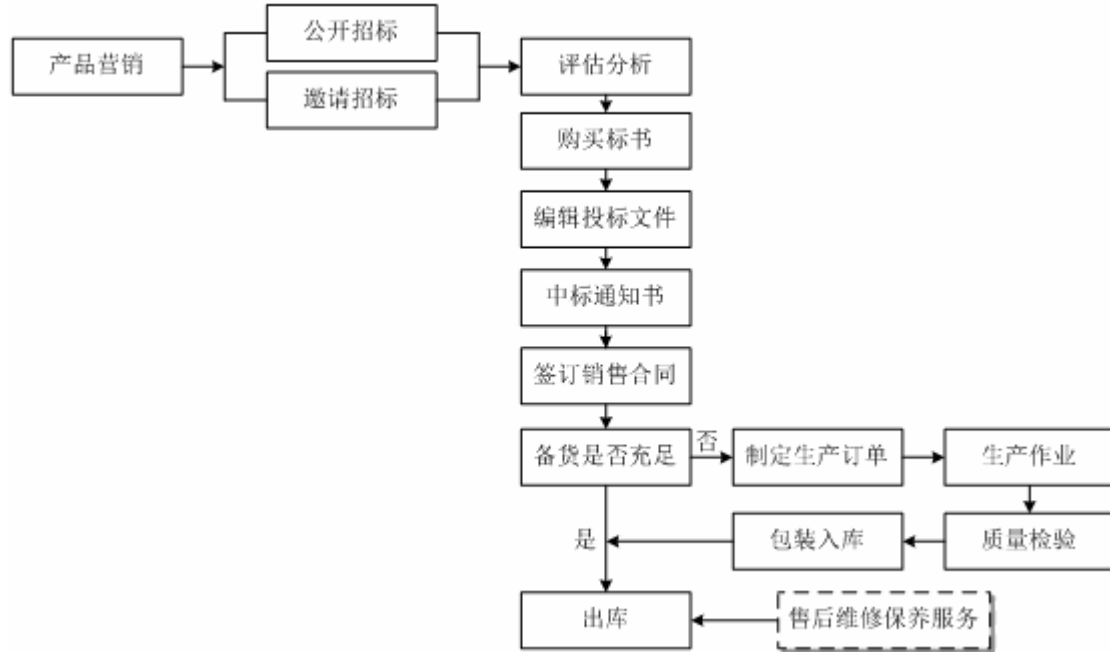 公开招标
产品营销
邀请招标
评估分析
购买标书
编辑投标文件
中标通知书
签订销售合同
备货是否充足
否
制定生产订单
生产作业
是
包装入库
质量检验
出库
售后维修保养服务